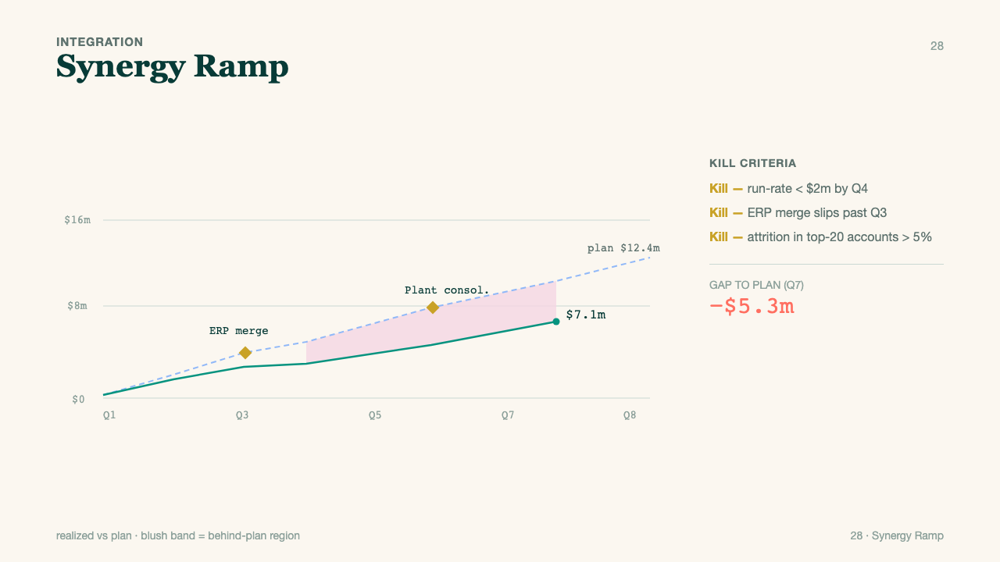 INTEGRATION
Synergy Ramp
28
$16m
$8m
$0
plan $12.4m
Plant consol.
$7.1m
ERP merge
Q1 Q3 Q5 Q7 Q8
KILL CRITERIA
Kill — run-rate < $2m by Q4
Kill — ERP merge slips past Q3
Kill — attrition in top-20 accounts > 5%
GAP TO PLAN (Q7)
−$5.3m
realized vs plan · blush band = behind-plan region
28 · Synergy Ramp